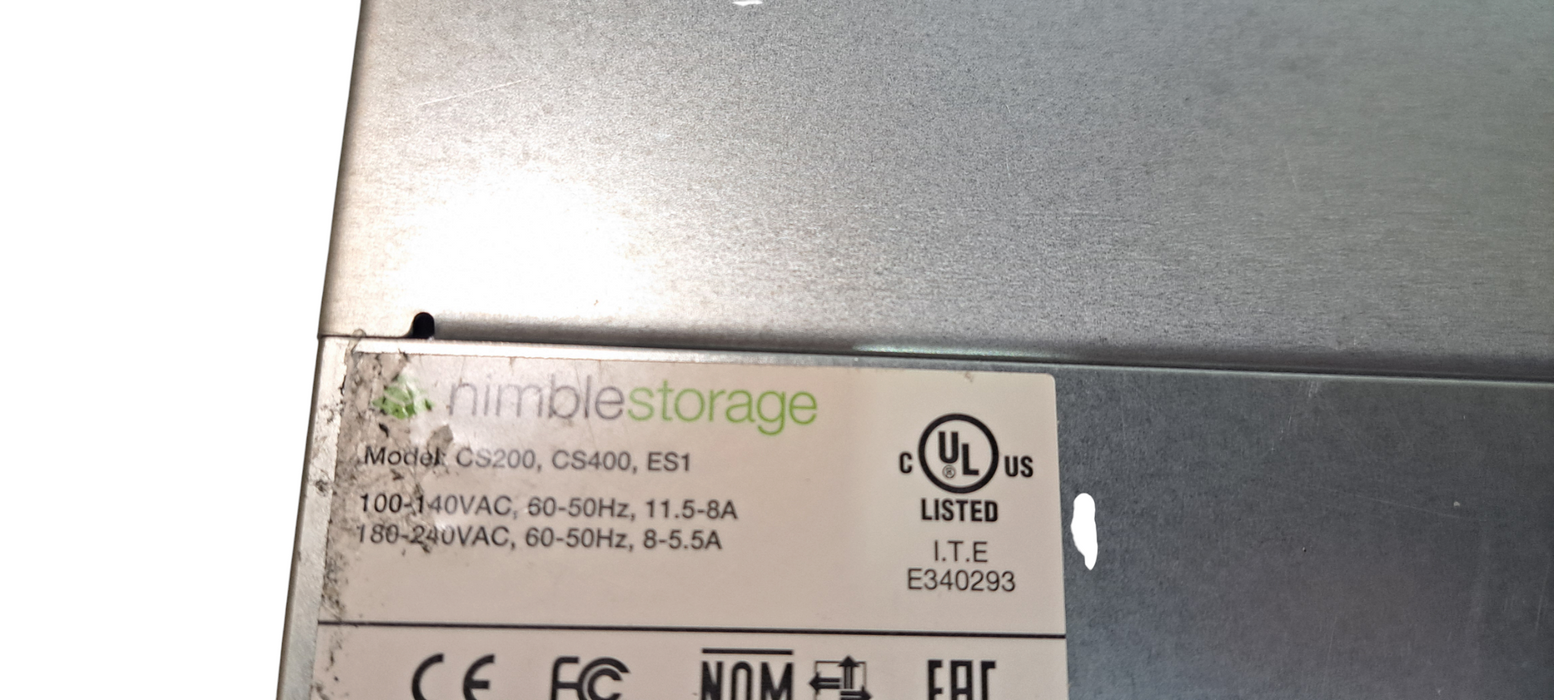 nimblestorage
Model: CS200, CS400, ES1
100-140VAC, 60-50Hz, 11.5-8A
180-240VAC, 60-50Hz, 8-5.5A
C UL ® US
LISTED
I.T.E
E340293
CE FC NOM EAC